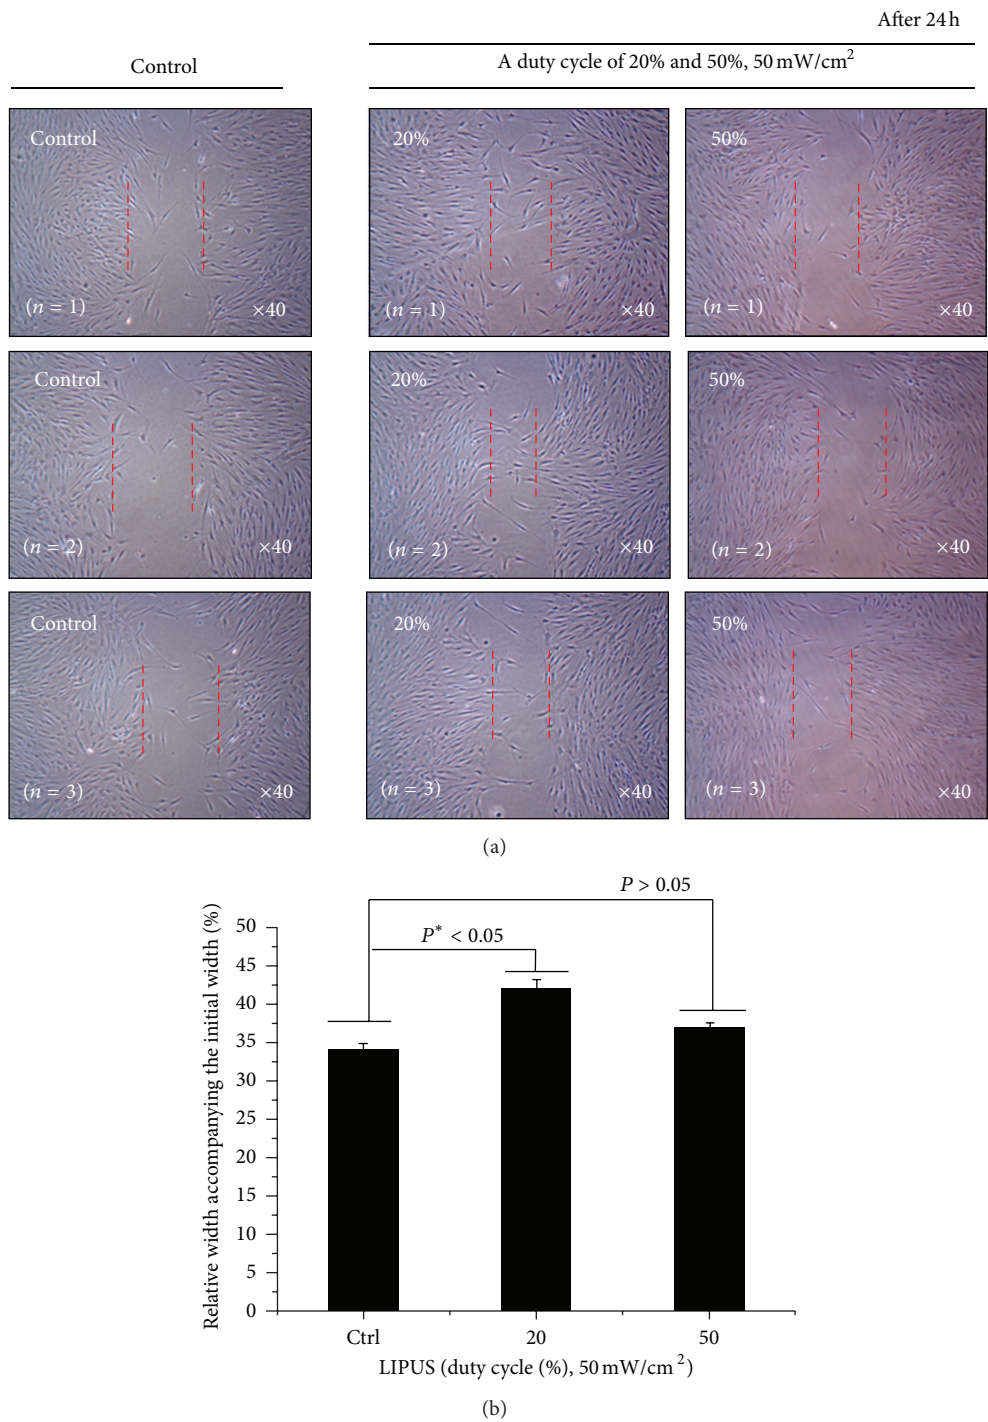 After 24 h
Control
A duty cycle of 20% and 50%, 50 mW/cm²
Control
(n = 1)
×40
20%
(n = 1)
×40
50%
(n = 1)
×40
Control
(n = 2)
×40
20%
(n = 2)
×40
50%
(n = 2)
×40
Control
(n = 3)
×40
20%
(n = 3)
×40
50%
(n = 3)
×40
(a)
P > 0.05
P* < 0.05
Relative width accompanying the initial width (%)
50
45
40
35
30
25
20
15
10
5
0
Ctrl
20
50
LIPUS (duty cycle (%), 50 mW/cm²)
(b)